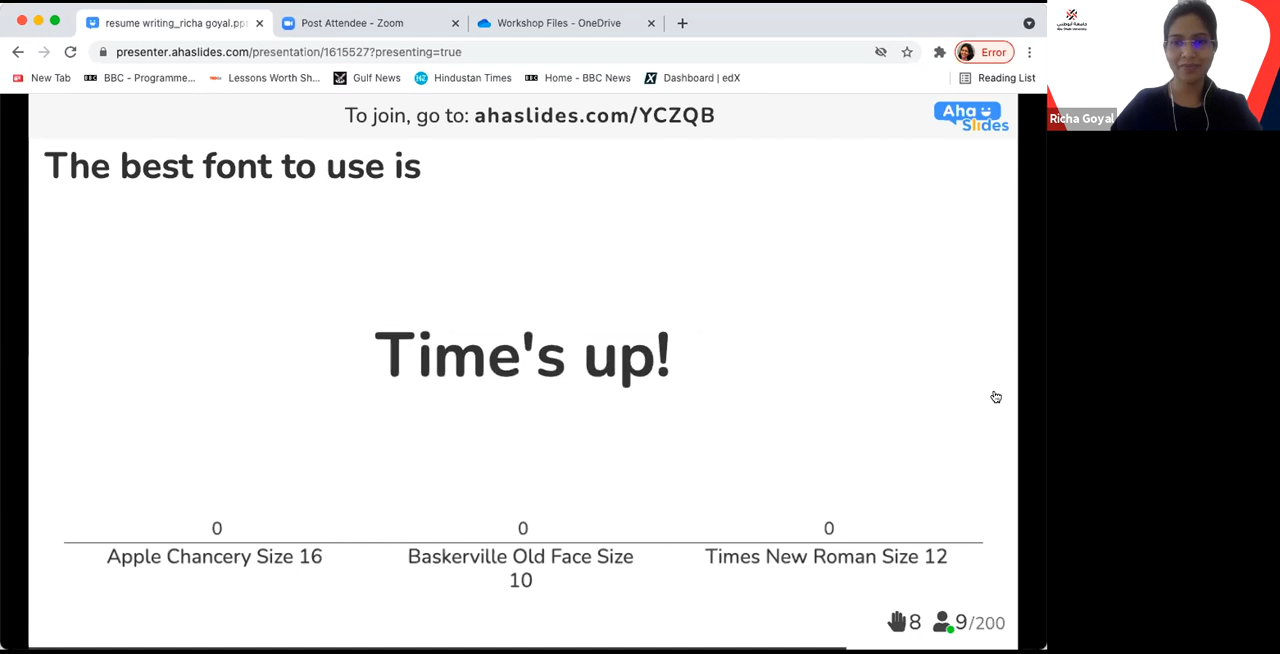 resume writing_richa goyal.ppt
Post Attendee - Zoom
Workshop Files - OneDrive
presenter.ahaslides.com/presentation/1615527?presenting=true
Error
New Tab
BBC - Programme...
Lessons Worth Sh...
Gulf News
Hindustan Times
Home - BBC News
Dashboard | edX
Reading List
To join, go to: ahaslides.com/YCZQB
Aha
Slides
Richa Goyal
The best font to use is
Time's up!
0
0
0
Apple Chancery Size 16
Baskerville Old Face Size
10
Times New Roman Size 12
8
9/200